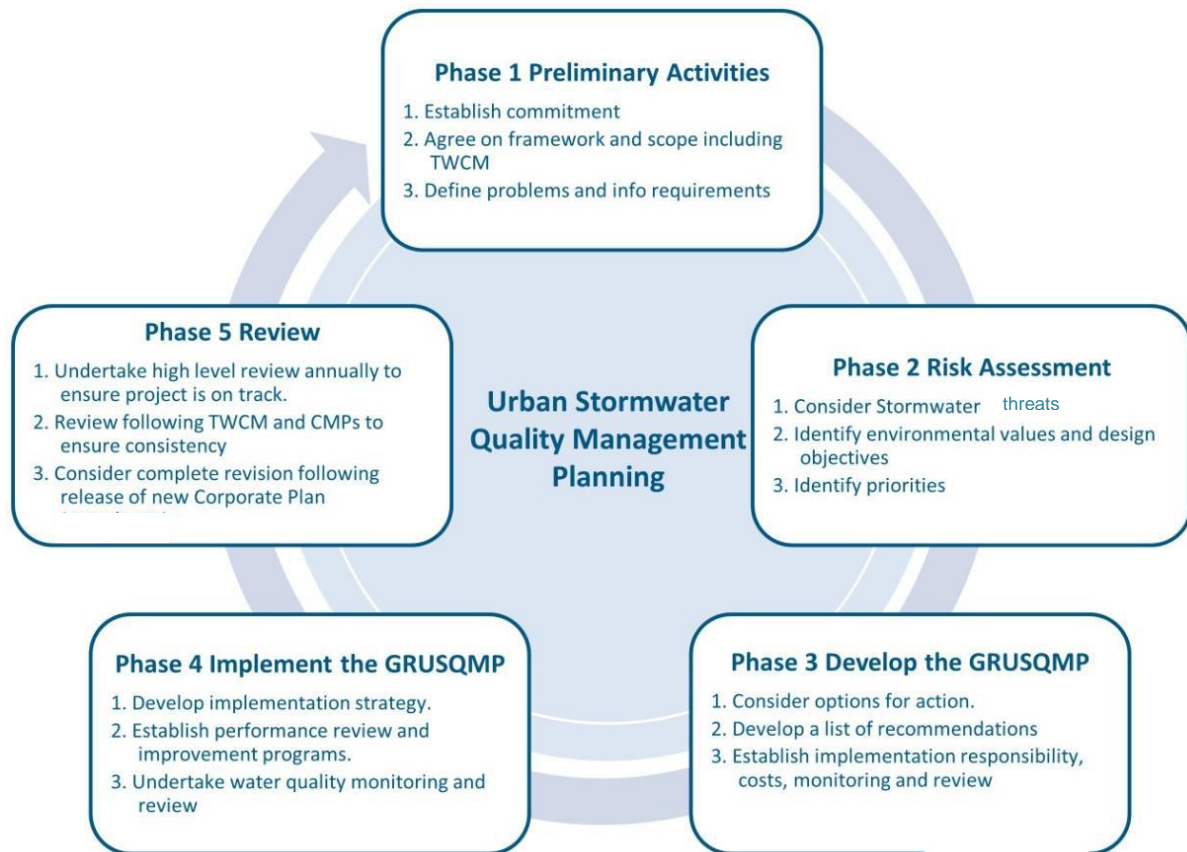 Phase 1 Preliminary Activities
1. Establish commitment
2. Agree on framework and scope including
TWCM
3. Define problems and info requirements
Phase 2 Risk Assessment
1. Consider Stormwater threats
2. Identify environmental values and design
objectives
3. Identify priorities
Phase 3 Develop the GRUSQMP
1. Consider options for action.
2. Develop a list of recommendations
3. Establish implementation responsibility,
costs, monitoring and review
Phase 4 Implement the GRUSQMP
1. Develop implementation strategy.
2. Establish performance review and
improvement programs.
3. Undertake water quality monitoring and
review
Phase 5 Review
1. Undertake high level review annually to
ensure project is on track.
2. Review following TWCM and CMPs to
ensure consistency
3. Consider complete revision following
release of new Corporate Plan
Urban Stormwater
Quality Management
Planning